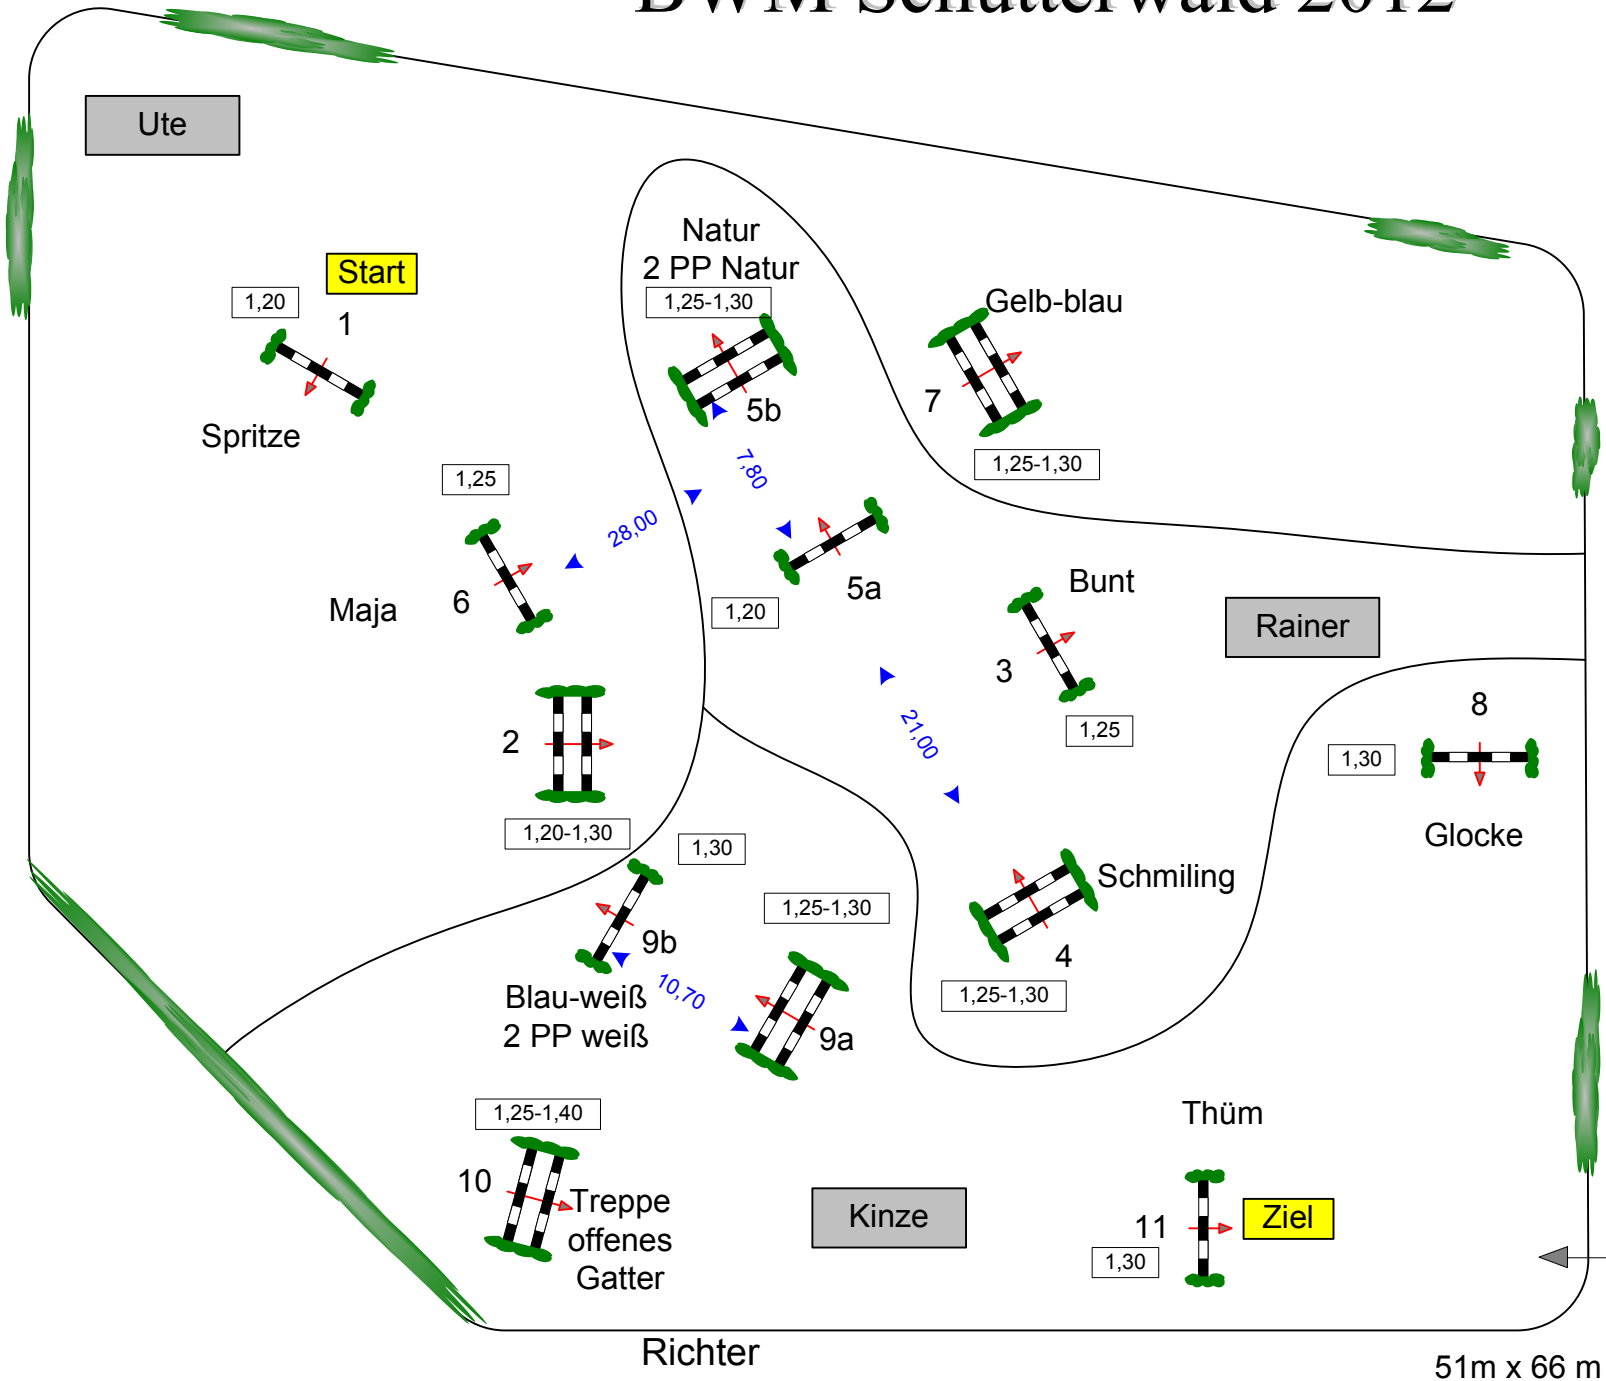 BWM Schutterwald 2012
Ute
Start
1,20
1
Spritze
Natur
2 PP Natur
1,25-1,30
5b
Gelb-blau
7
1,25-1,30
7,80
1,25
28,00
6
Maja
5a
1,20
Bunt
3
1,25
Rainer
21,00
2
1,20-1,30
8
1,30
Glocke
1,30
9b
1,25-1,30
Schmiling
4
1,25-1,30
Blau-weiß
2 PP weiß
10,70
9a
1,25-1,40
10
Treppe
offenes
Gatter
Kinze
Thüm
11
Ziel
1,30
Richter
51m x 66 m